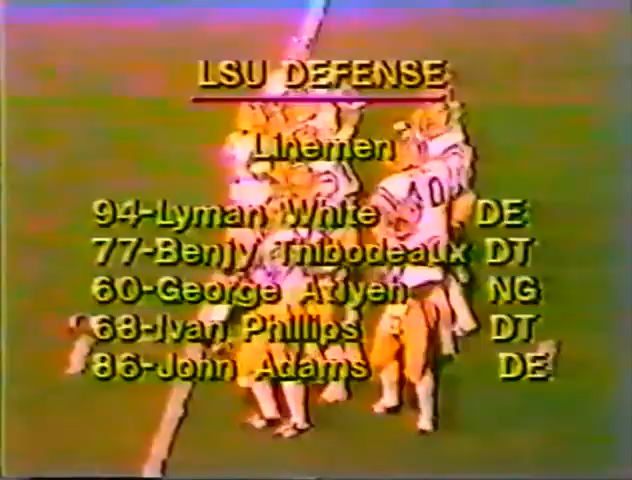 LSU DEFENSE
Linemen
94-Lyman White DE
77-Benjy Thibodeaux DT
60-George Atiyeh NG
68-Ivan Phillips DT
86-John Adams DE
40